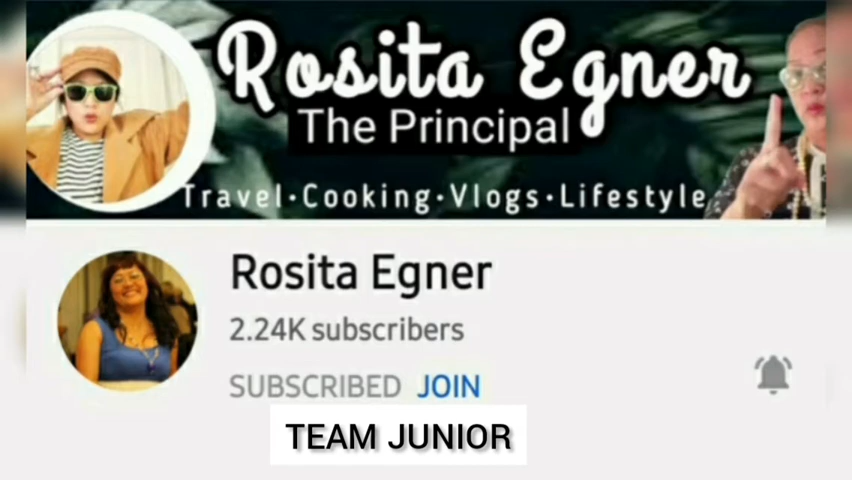 Rosita Egner
The Principal
Travel•Cooking•Vlogs•Lifestyle
Rosita Egner
2.24K subscribers
SUBSCRIBED JOIN
TEAM JUNIOR